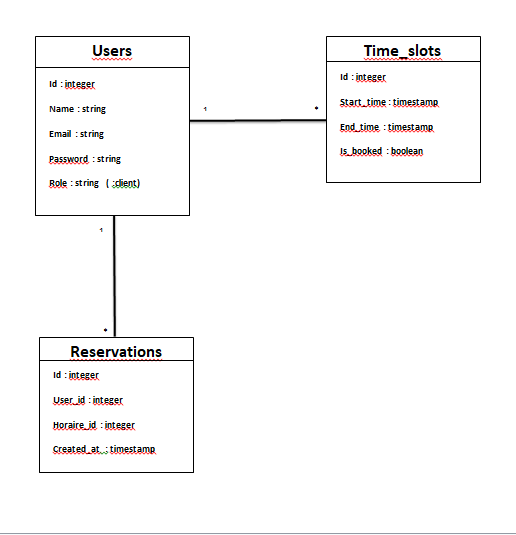 Users
Id : integer
Name : string
Email : string
Password : string
Role : string ( :client)
1
*
Time_slots
Id : integer
Start_time : timestamp
End_time : timestamp
Is_booked : boolean
1
*
Reservations
Id : integer
User_id : integer
Horaire_id : integer
Created_at : timestamp